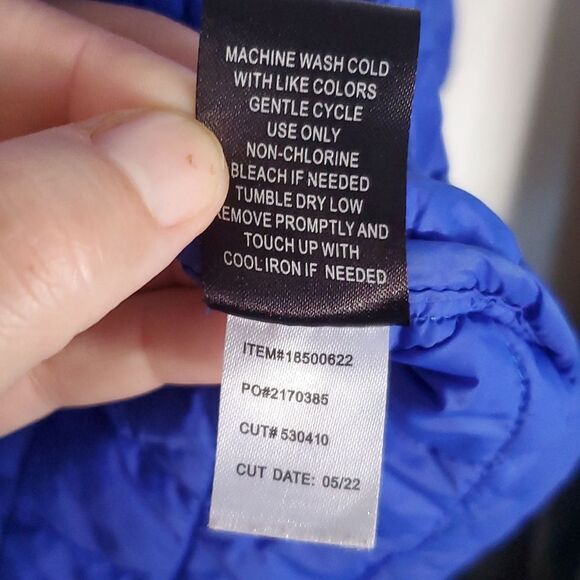 MACHINE WASH COLD
WITH LIKE COLORS
GENTLE CYCLE
USE ONLY
NON-CHLORINE
BLEACH IF NEEDED
TUMBLE DRY LOW
REMOVE PROMPTLY AND
TOUCH UP WITH
COOL IRON IF NEEDED
ITEM#18500622
PO#2170385
CUT# 530410
CUT DATE: 05/22